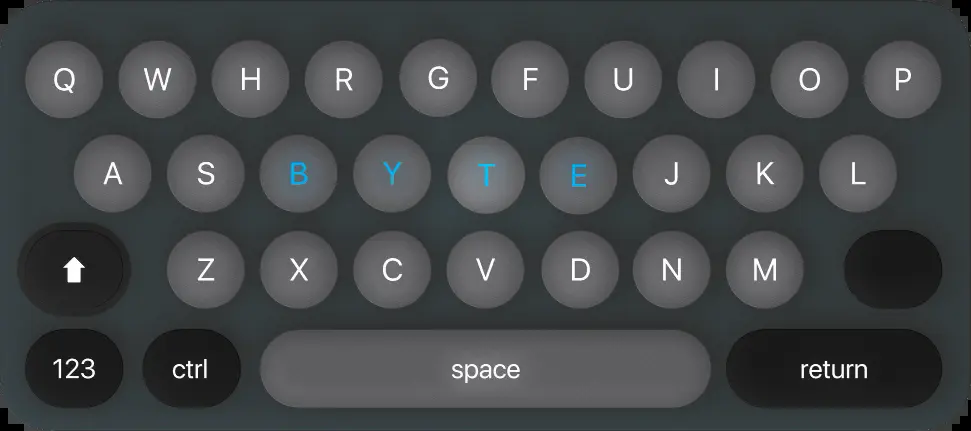 Q W H R G F U I O P
A S B Y T E J K L
Z X C V D N M
123 ctrl space return